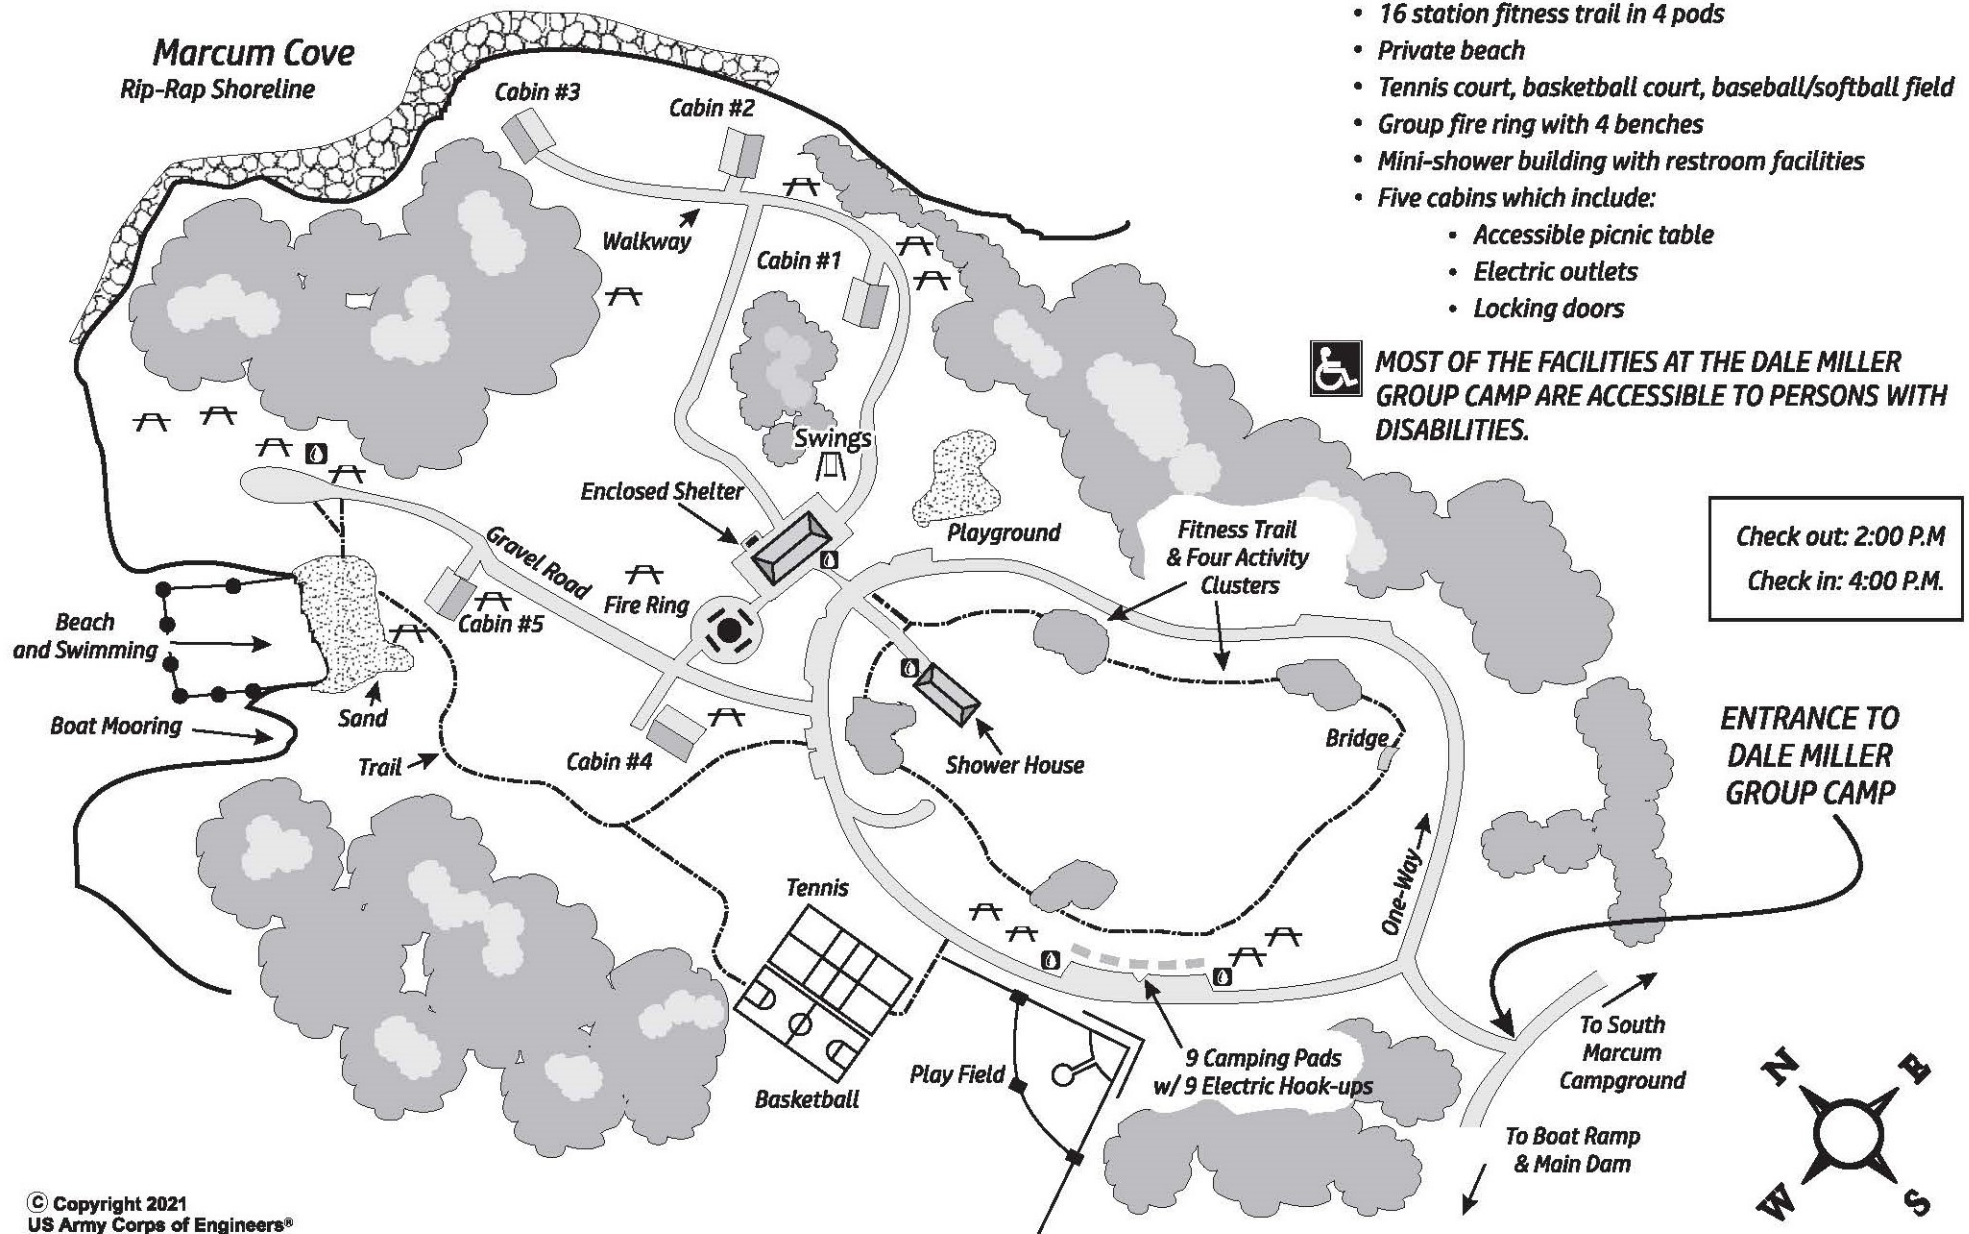 Marcum Cove
Rip-Rap Shoreline
Cabin #3
Cabin #2
Walkway
Cabin #1
• 16 station fitness trail in 4 pods
• Private beach
• Tennis court, basketball court, baseball/softball field
• Group fire ring with 4 benches
• Mini-shower building with restroom facilities
• Five cabins which include:
• Accessible picnic table
• Electric outlets
• Locking doors
MOST OF THE FACILITIES AT THE DALE MILLER
GROUP CAMP ARE ACCESSIBLE TO PERSONS WITH
DISABILITIES.
Swings
Enclosed Shelter
Playground
Fitness Trail
& Four Activity
Clusters
Check out: 2:00 P.M
Check in: 4:00 P.M.
Gravel Road
Fire Ring
Cabin #5
Beach
and Swimming
Boat Mooring
Sand
Trail
Cabin #4
Shower House
Bridge
ENTRANCE TO
DALE MILLER
GROUP CAMP
One-Way
Tennis
Basketball
Play Field
9 Camping Pads
w/ 9 Electric Hook-ups
To South
Marcum
Campground
To Boat Ramp
& Main Dam
N
E
W
S
© Copyright 2021
US Army Corps of Engineers®